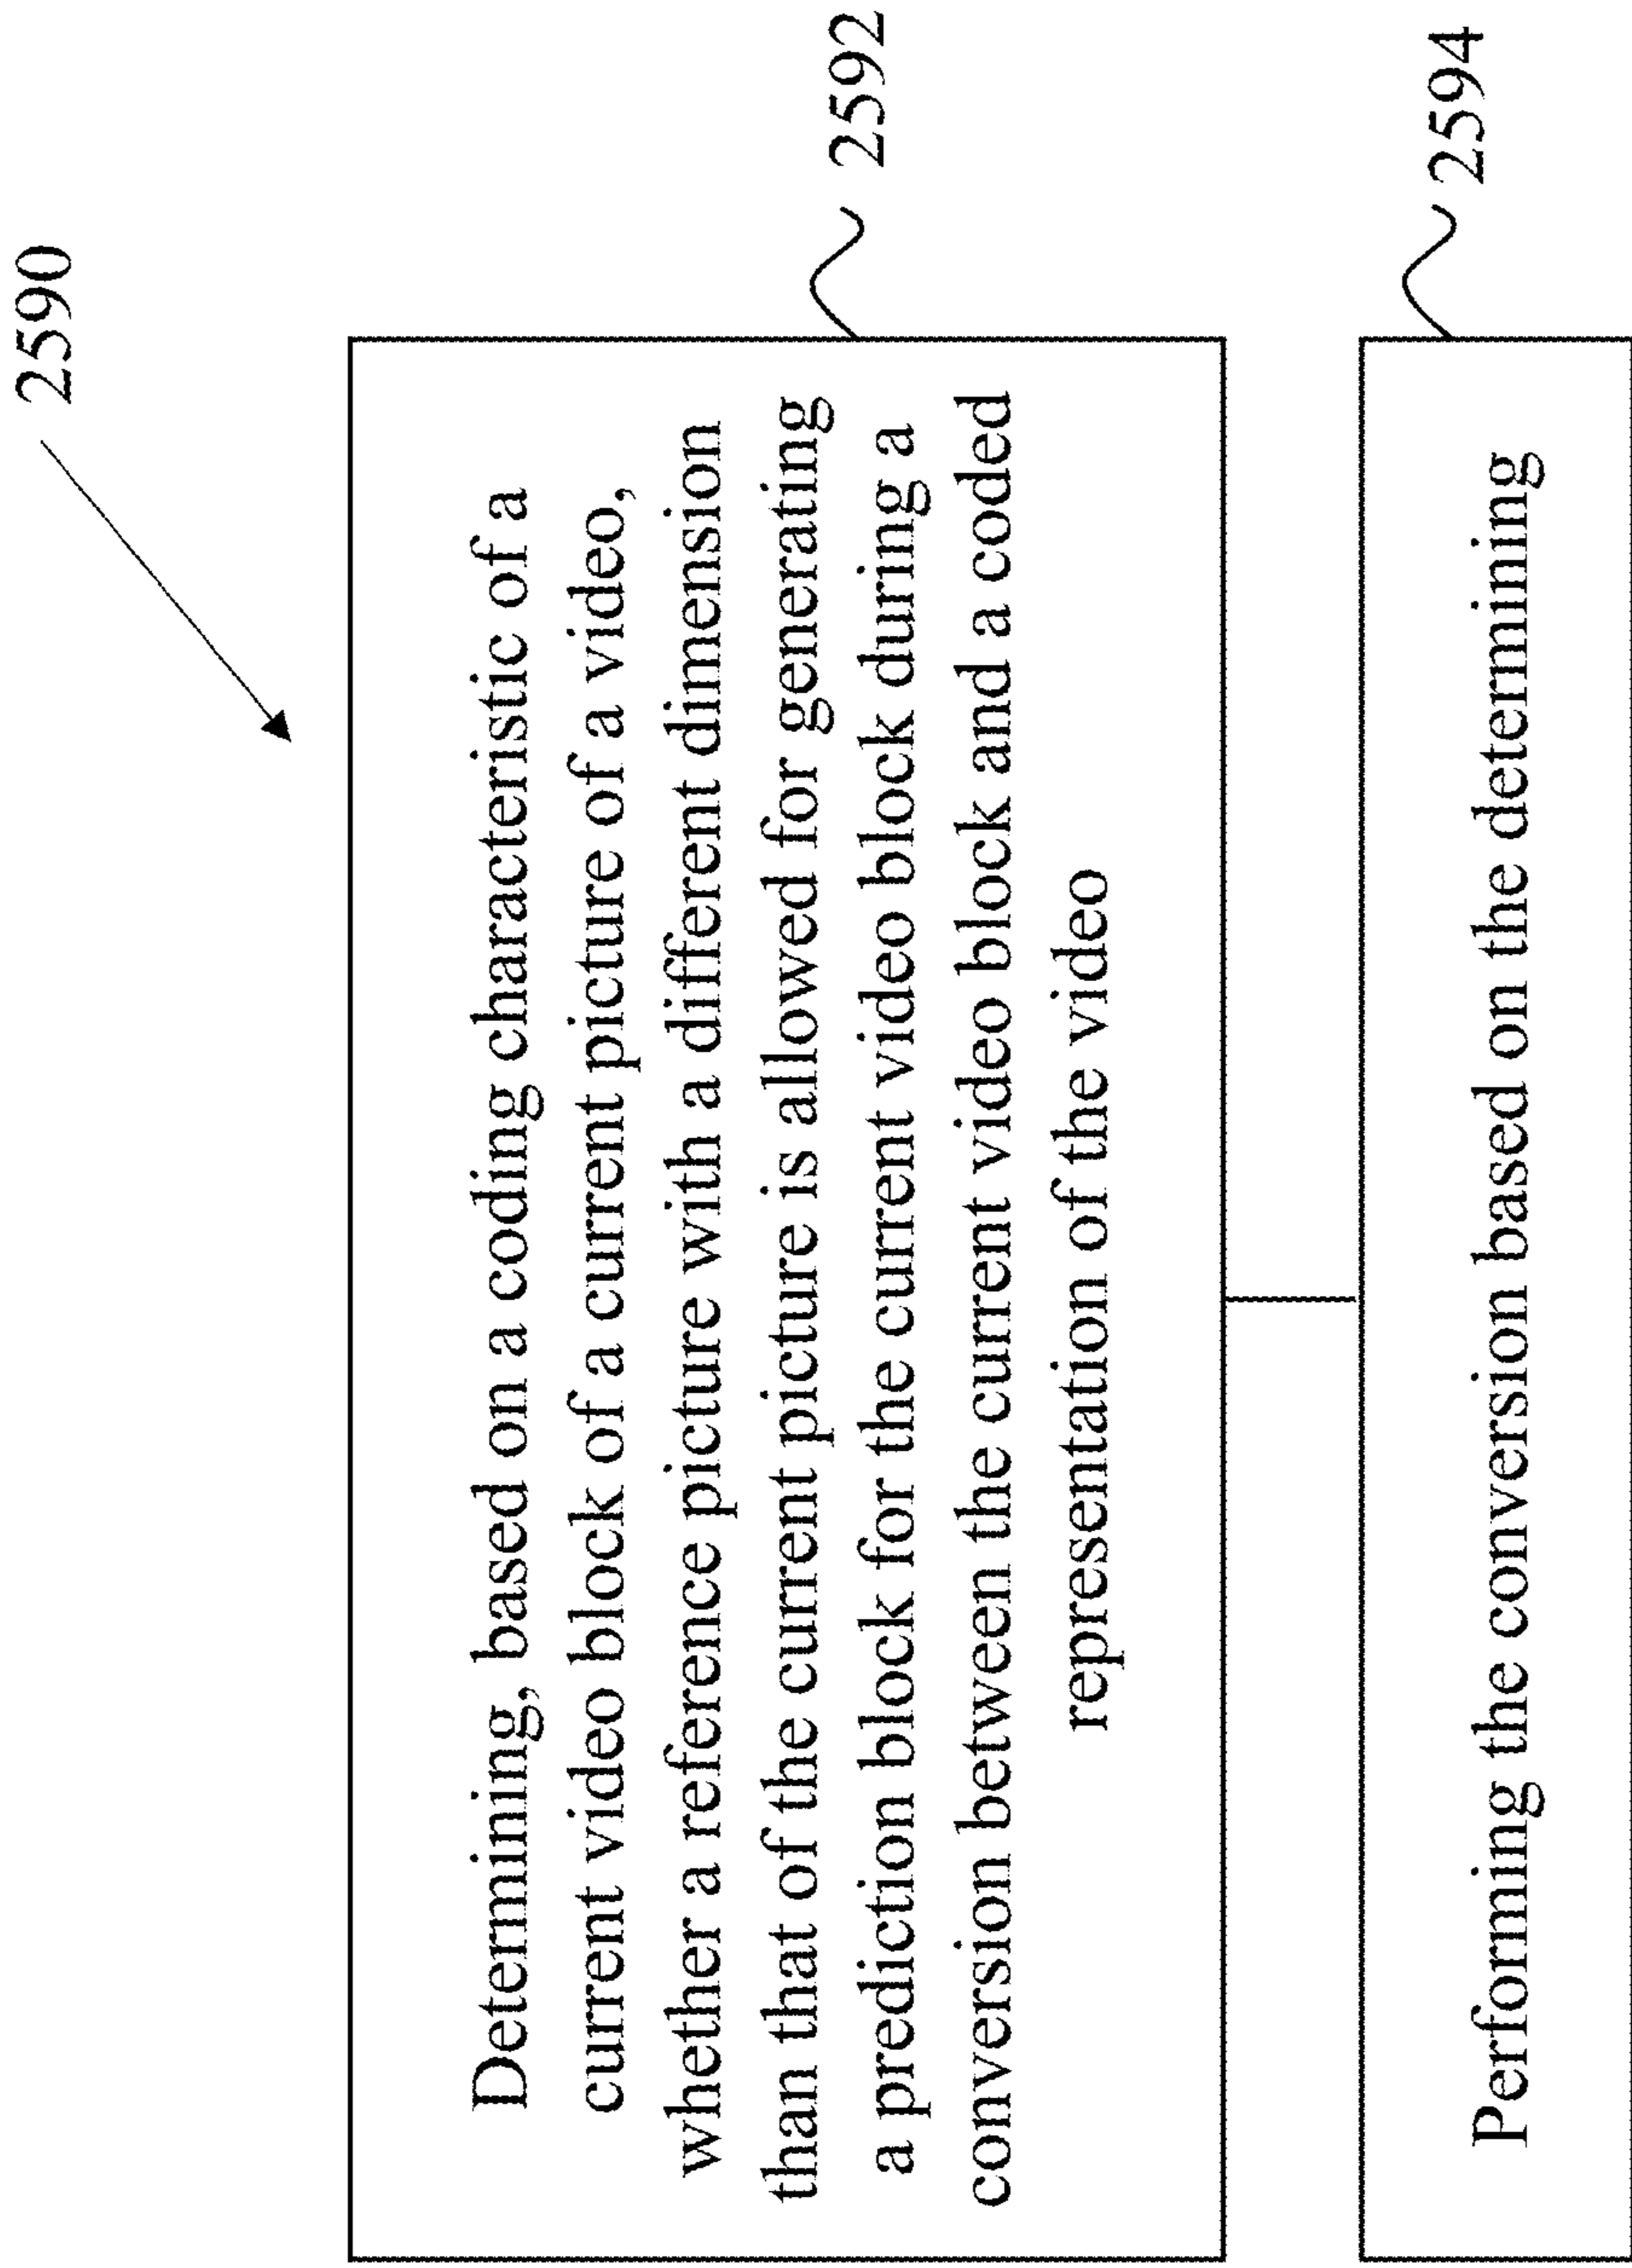 2590
Determining, based on a coding characteristic of a
current video block of a current picture of a video,
whether a reference picture with a different dimension
than that of the current picture is allowed for generating
a prediction block for the current video block during a
conversion between the current video block and a coded
representation of the video
2592
Performing the conversion based on the determining
2594